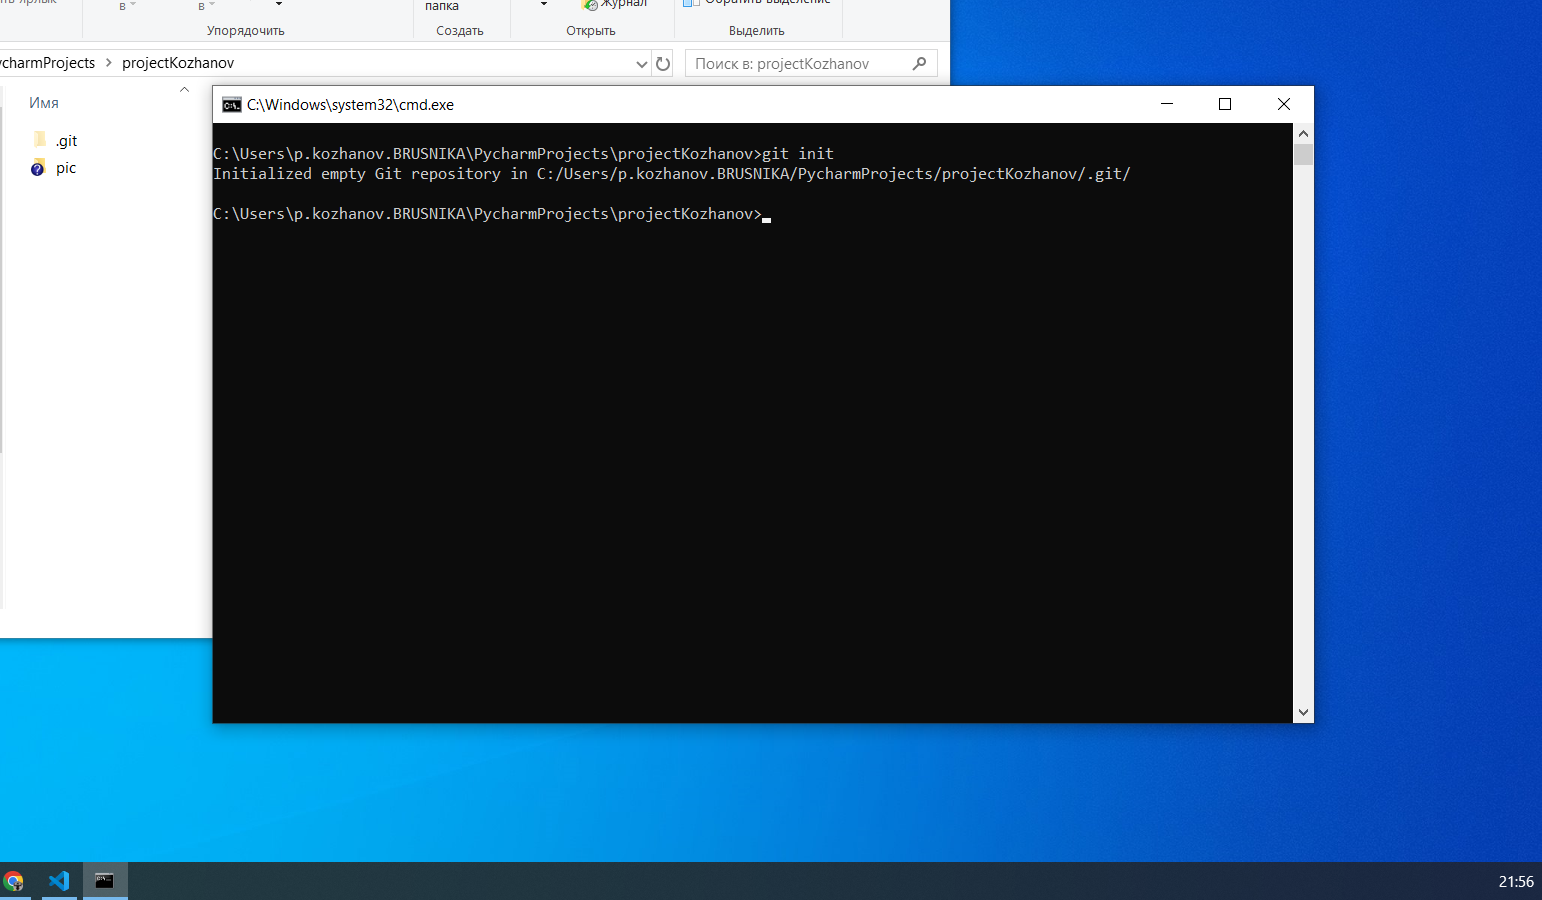 в
в
папка
Журнал
Обратить выделение
Упорядочить
Создать
Открыть
Выделить
projectKozhanov
Поиск в: projectKozhanov
Имя
.git
pic
C:\Windows\system32\cmd.exe
C:\Users\p.kozhanov.BRUSNIKA\PycharmProjects\projectKozhanov>git init
Initialized empty Git repository in C:/Users/p.kozhanov.BRUSNIKA/PycharmProjects/projectKozhanov/.git/
C:\Users\p.kozhanov.BRUSNIKA\PycharmProjects\projectKozhanov>
21:56